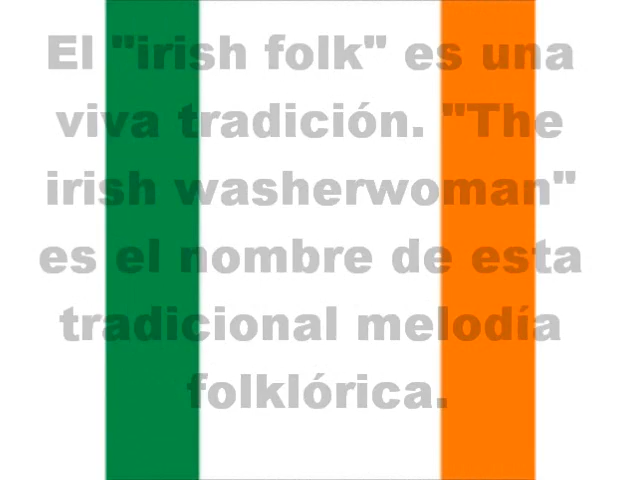 El "irish folk" es una
viva tradición. "The
irish washerwoman"
es el nombre de esta
tradicional melodía
folklórica.